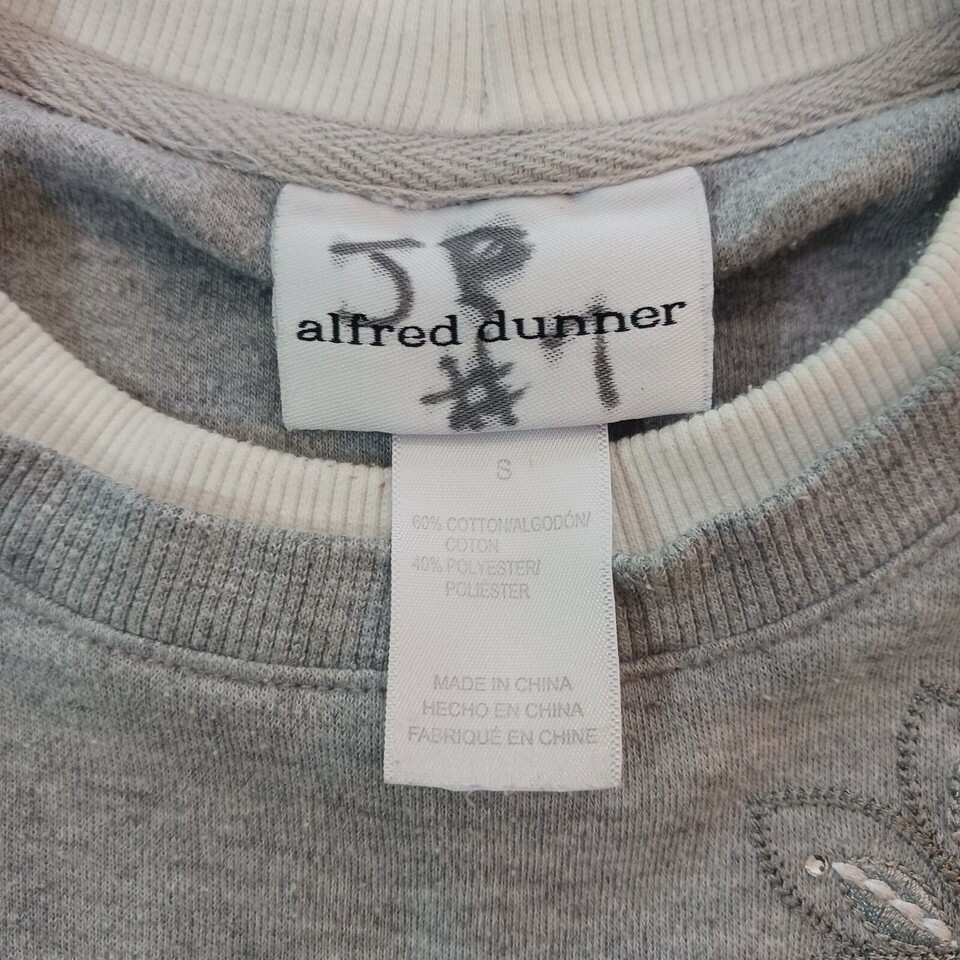 JP
alfred dunner
#1
S
60% COTTON/ALGODÓN/
COTON
40% POLYESTER/
POLIESTER
MADE IN CHINA
HECHO EN CHINA
FABRIQUÉ EN CHINE